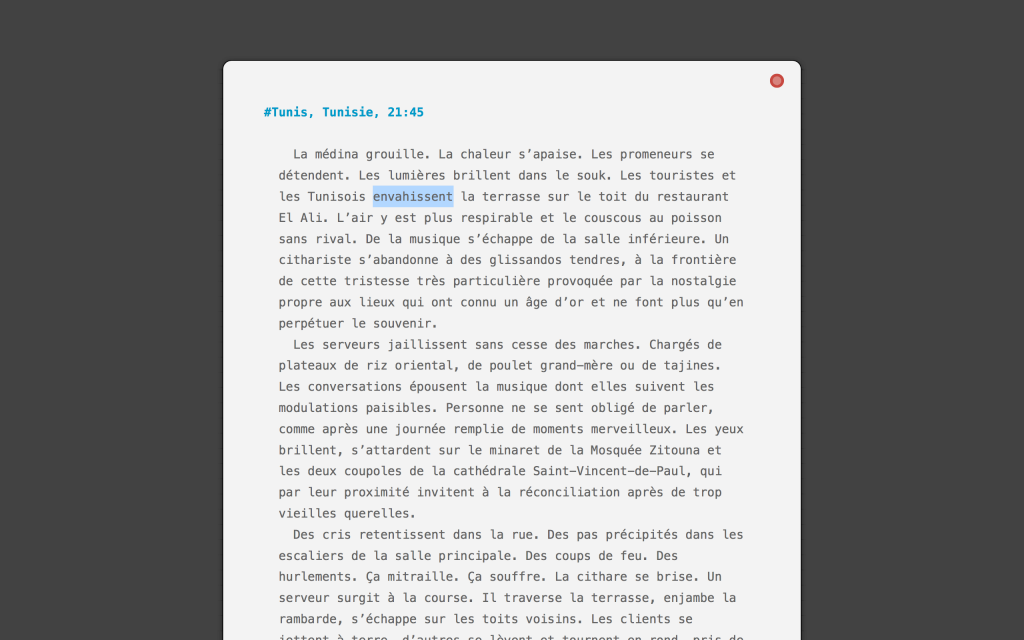 #Tunis, Tunisie, 21:45
La médina grouille. La chaleur s’apaise. Les promeneurs se
détendent. Les lumières brillent dans le souk. Les touristes et
les Tunisois envahissent la terrasse sur le toit du restaurant
El Ali. L’air y est plus respirable et le couscous au poisson
sans rival. De la musique s’échappe de la salle inférieure. Un
cithariste s’abandonne à des glissandos tendres, à la frontière
de cette tristesse très particulière provoquée par la nostalgie
propre aux lieux qui ont connu un âge d’or et ne font plus qu’en
perpétuer le souvenir.
Les serveurs jaillissent sans cesse des marches. Chargés de
plateaux de riz oriental, de poulet grand-mère ou de tajines.
Les conversations épousent la musique dont elles suivent les
modulations paisibles. Personne ne se sent obligé de parler,
comme après une journée remplie de moments merveilleux. Les yeux
brillent, s’attardent sur le minaret de la Mosquée Zitouna et
les deux coupoles de la cathédrale Saint-Vincent-de-Paul, qui
par leur proximité invitent à la réconciliation après de trop
vieilles querelles.
Des cris retentissent dans la rue. Des pas précipités dans les
escaliers de la salle principale. Des coups de feu. Des
hurlements. Ça mitraille. Ça souffre. La cithare se brise. Un
serveur surgit à la course. Il traverse la terrasse, enjambe la
rambarde, s’échappe sur les toits voisins. Les clients se
jettent à terre, d’autres se lèvent et tournent en rond, pris de